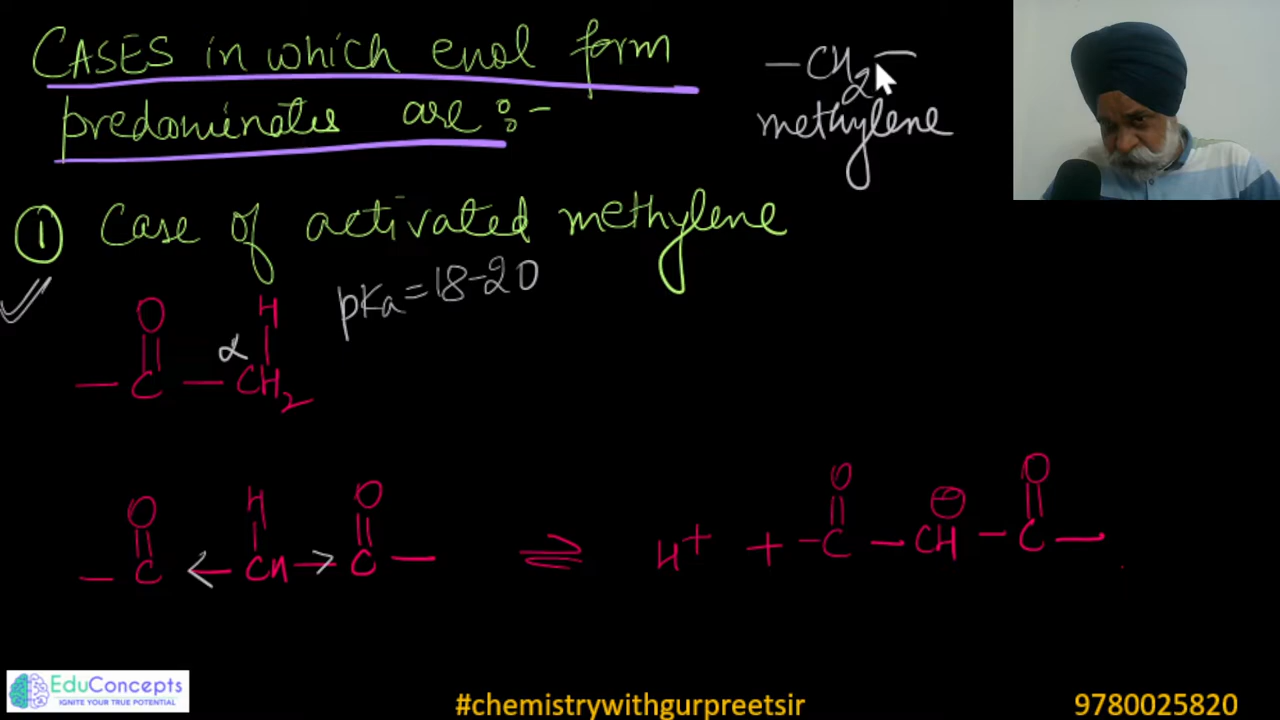 CASES in which enol form
predominates are :-
- CH2 -
methylene
① Case of activated methylene
pKa = 18-20
O H
α
- C - CH2
O H O
- C ← CH → C -
⇌ H+ + - C - CH - C -
O ⊖ O
EduConcepts
IGNITE YOUR TRUE POTENTIAL
#chemistrywithgurpreetsir
9780025820